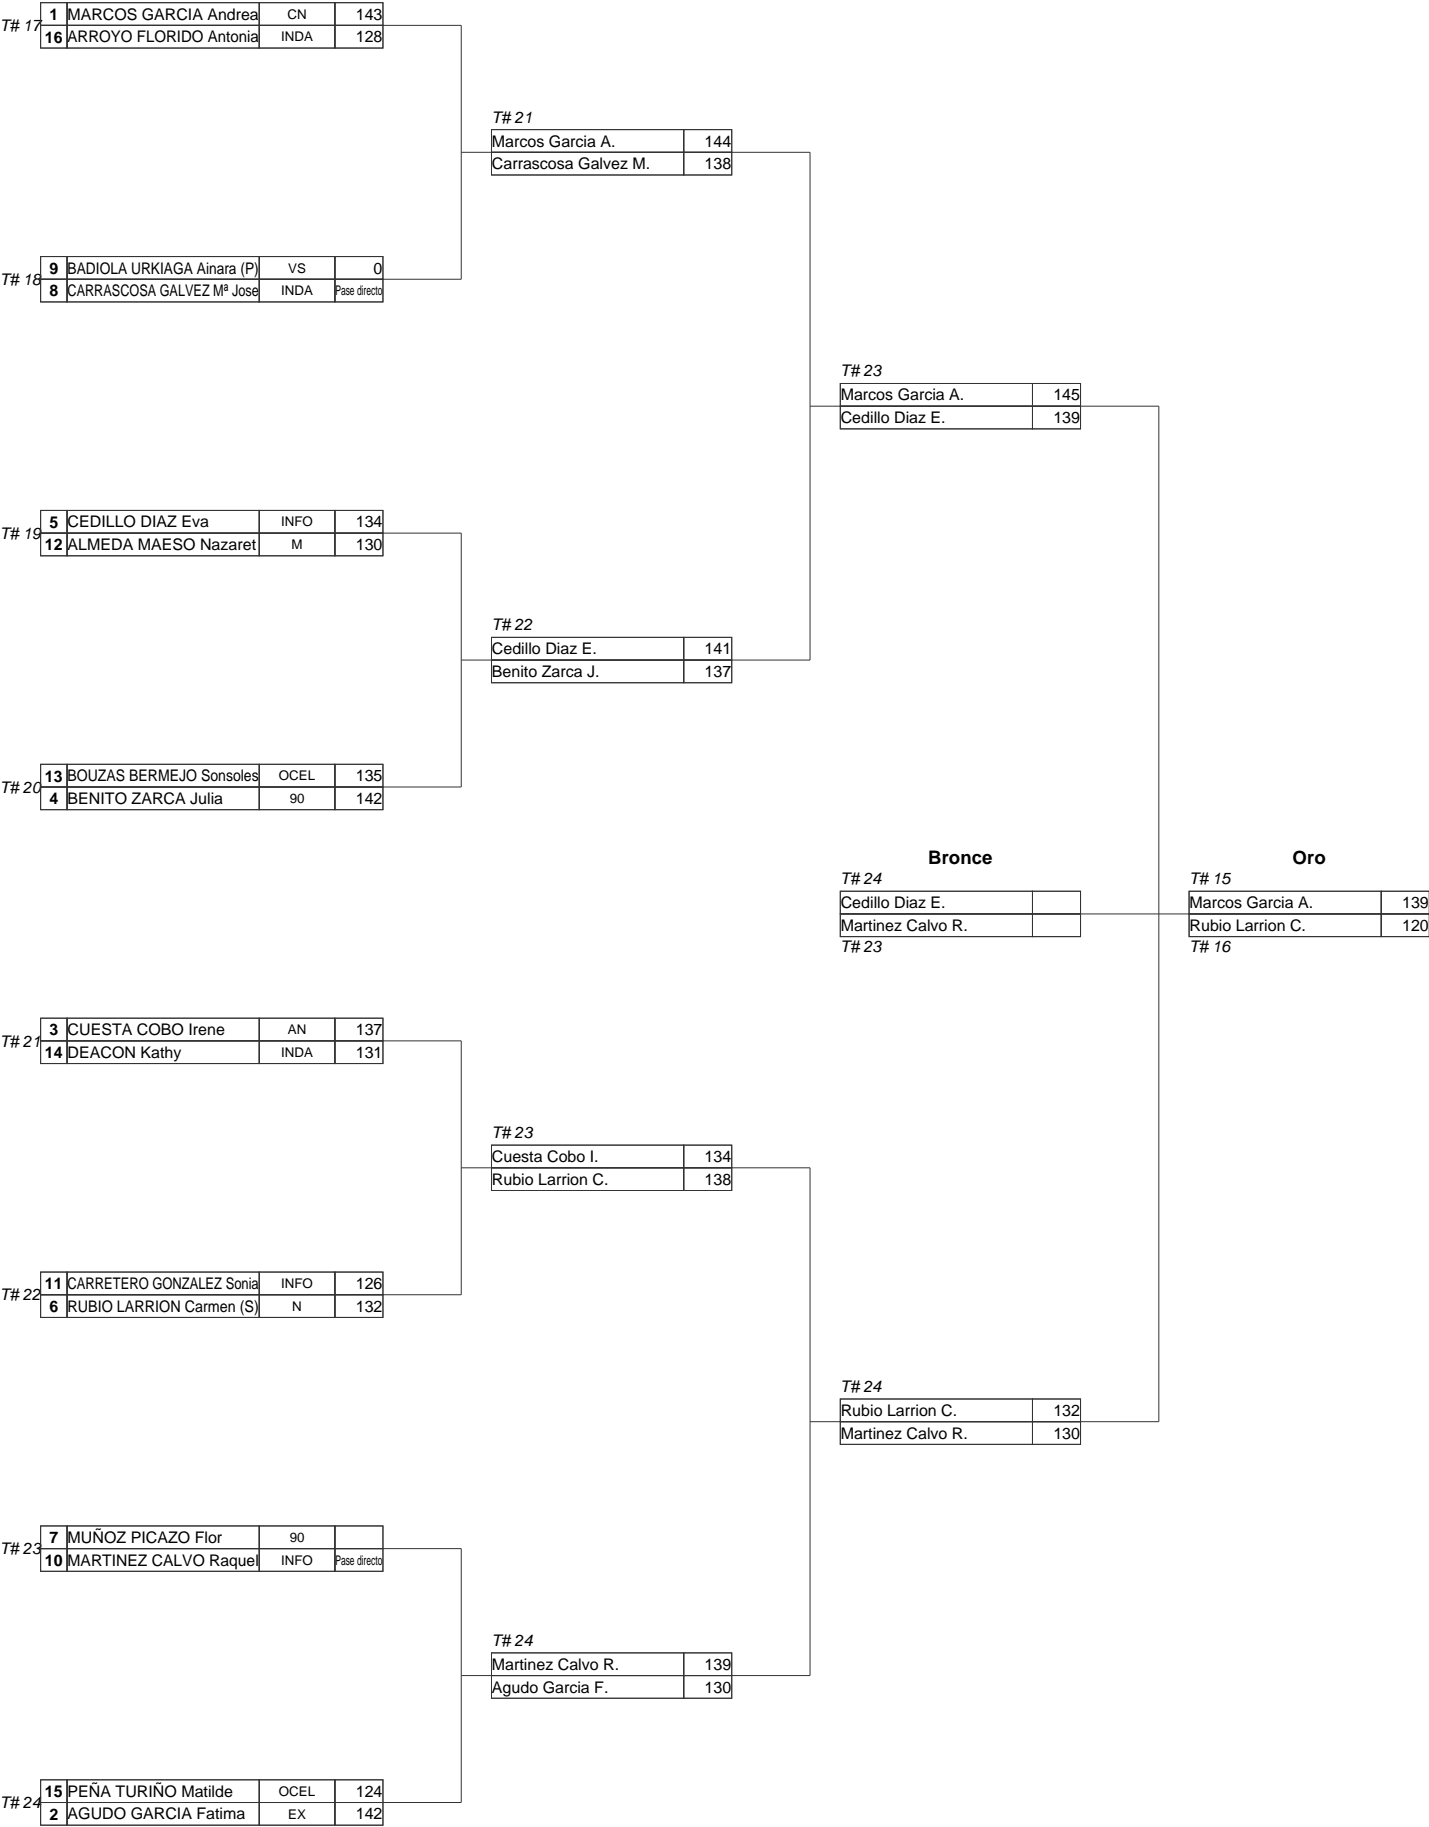 T# 17
1 MARCOS GARCIA Andrea CN 143
16 ARROYO FLORIDO Antonia INDA 128
T# 21
Marcos Garcia A. 144
Carrascosa Galvez M. 138
T# 18
9 BADIOLA URKIAGA Ainara (P) VS 0
8 CARRASCOSA GALVEZ Mª Jose INDA Pase directo
T# 23
Marcos Garcia A. 145
Cedillo Diaz E. 139
T# 19
5 CEDILLO DIAZ Eva INFO 134
12 ALMEDA MAESO Nazaret M 130
T# 22
Cedillo Diaz E. 141
Benito Zarca J. 137
T# 20
13 BOUZAS BERMEJO Sonsoles OCEL 135
4 BENITO ZARCA Julia 90 142
Bronce
T# 24
Cedillo Diaz E.
Martinez Calvo R.
T# 23
Oro
T# 15
Marcos Garcia A. 139
Rubio Larrion C. 120
T# 16
T# 21
3 CUESTA COBO Irene AN 137
14 DEACON Kathy INDA 131
T# 23
Cuesta Cobo I. 134
Rubio Larrion C. 138
T# 22
11 CARRETERO GONZALEZ Sonia INFO 126
6 RUBIO LARRION Carmen (S) N 132
T# 24
Rubio Larrion C. 132
Martinez Calvo R. 130
T# 23
7 MUÑOZ PICAZO Flor 90
10 MARTINEZ CALVO Raquel INFO Pase directo
T# 24
Martinez Calvo R. 139
Agudo Garcia F. 130
T# 24
15 PEÑA TURIÑO Matilde OCEL 124
2 AGUDO GARCIA Fatima EX 142